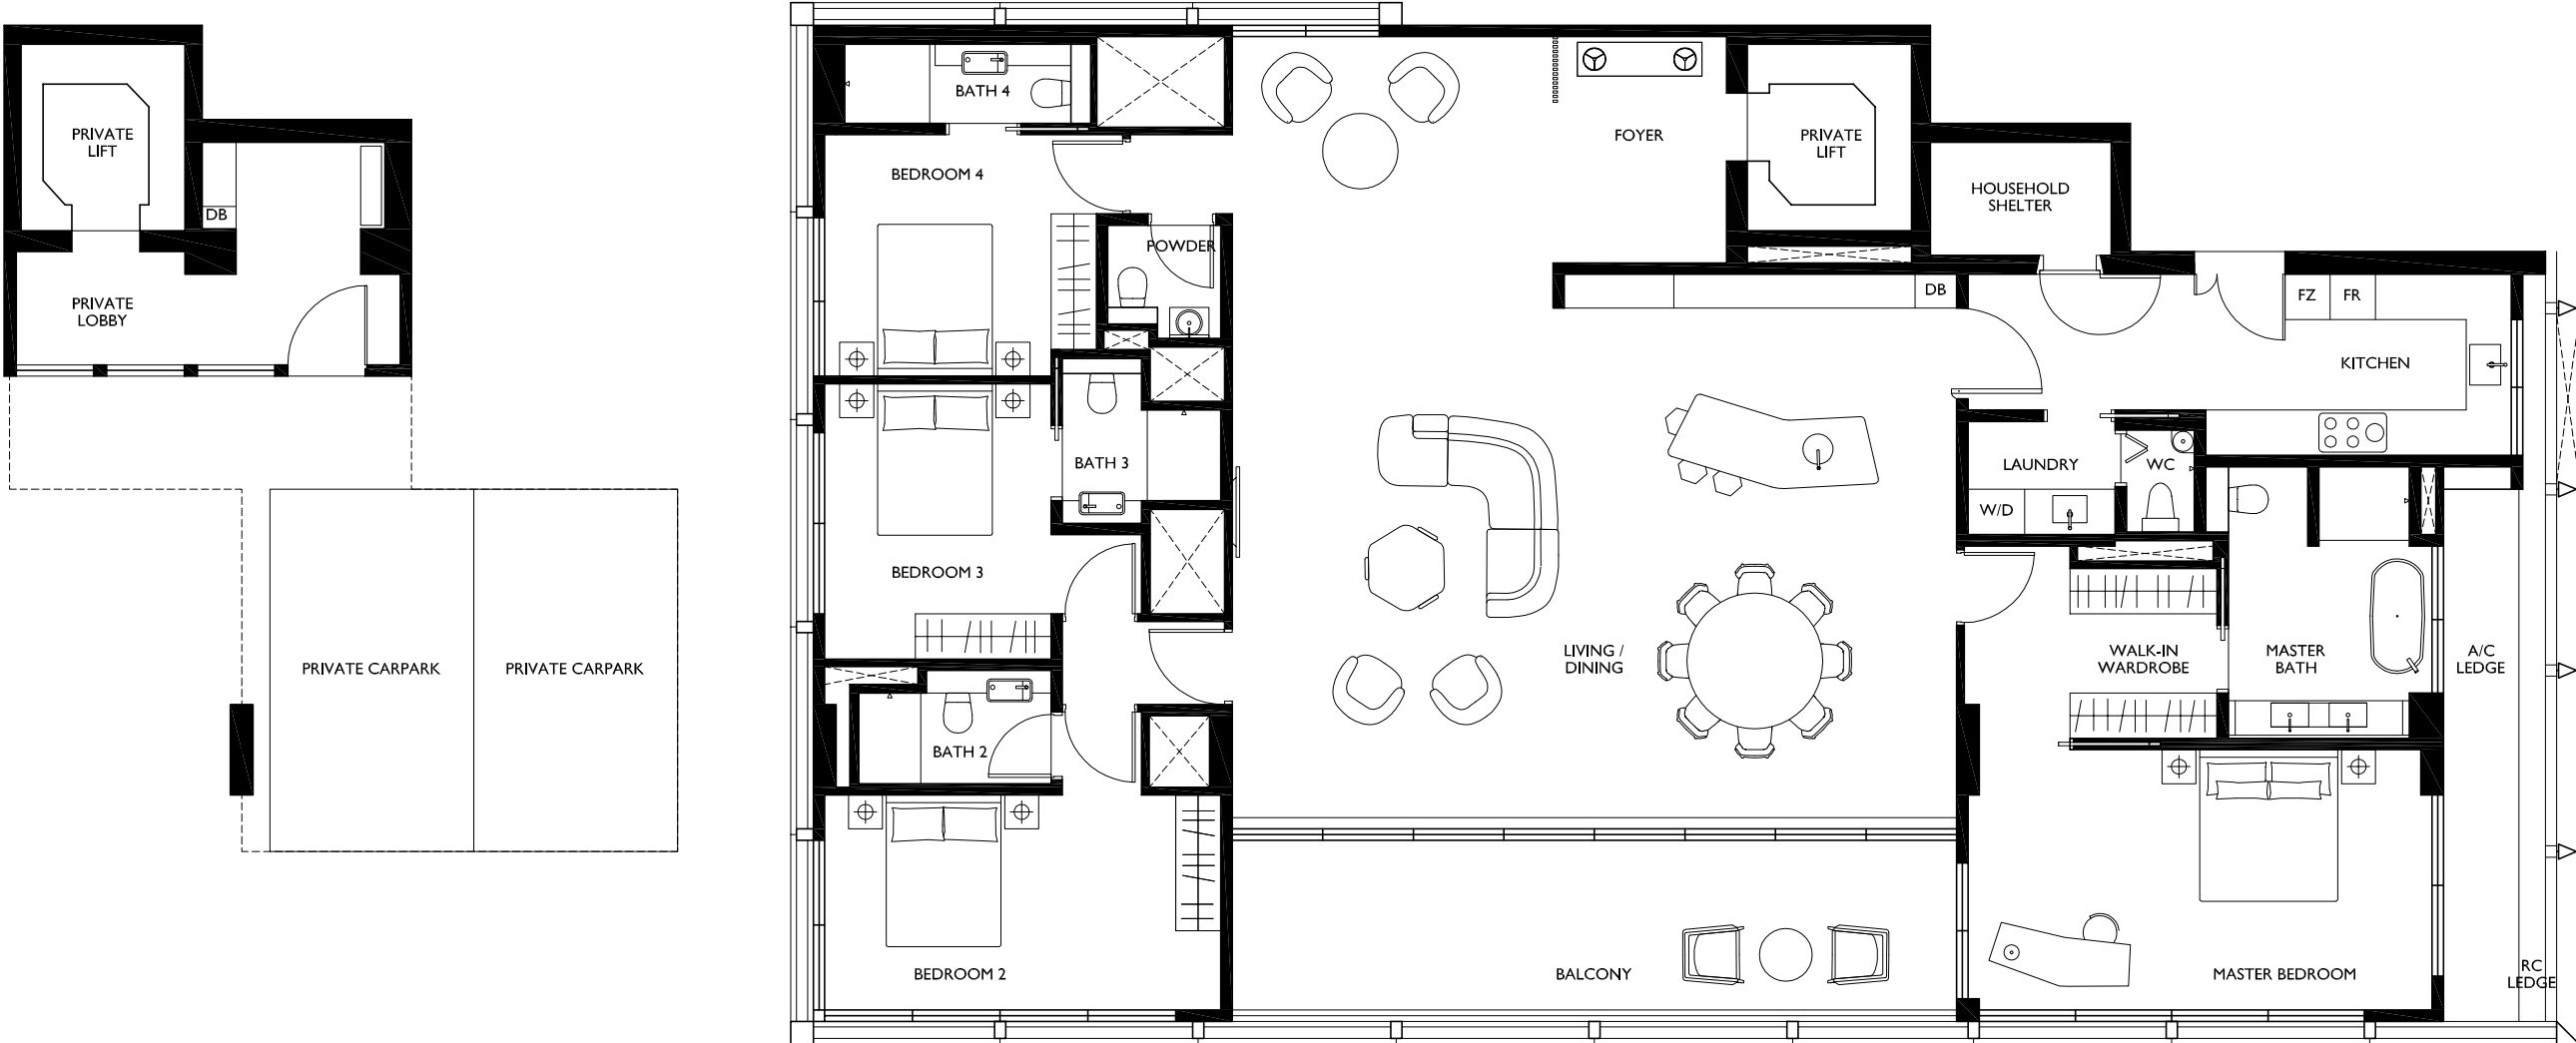 PRIVATE
LIFT
DB
PRIVATE
LOBBY
PRIVATE CARPARK
PRIVATE CARPARK
BATH 4
BEDROOM 4
POWDER
FOYER
PRIVATE
LIFT
HOUSEHOLD
SHELTER
DB
FZ
FR
KITCHEN
BATH 3
LAUNDRY
WC
W/D
BEDROOM 3
LIVING /
DINING
WALK-IN
WARDROBE
MASTER
BATH
A/C
LEDGE
BATH 2
BEDROOM 2
BALCONY
MASTER BEDROOM
RC
LEDGE